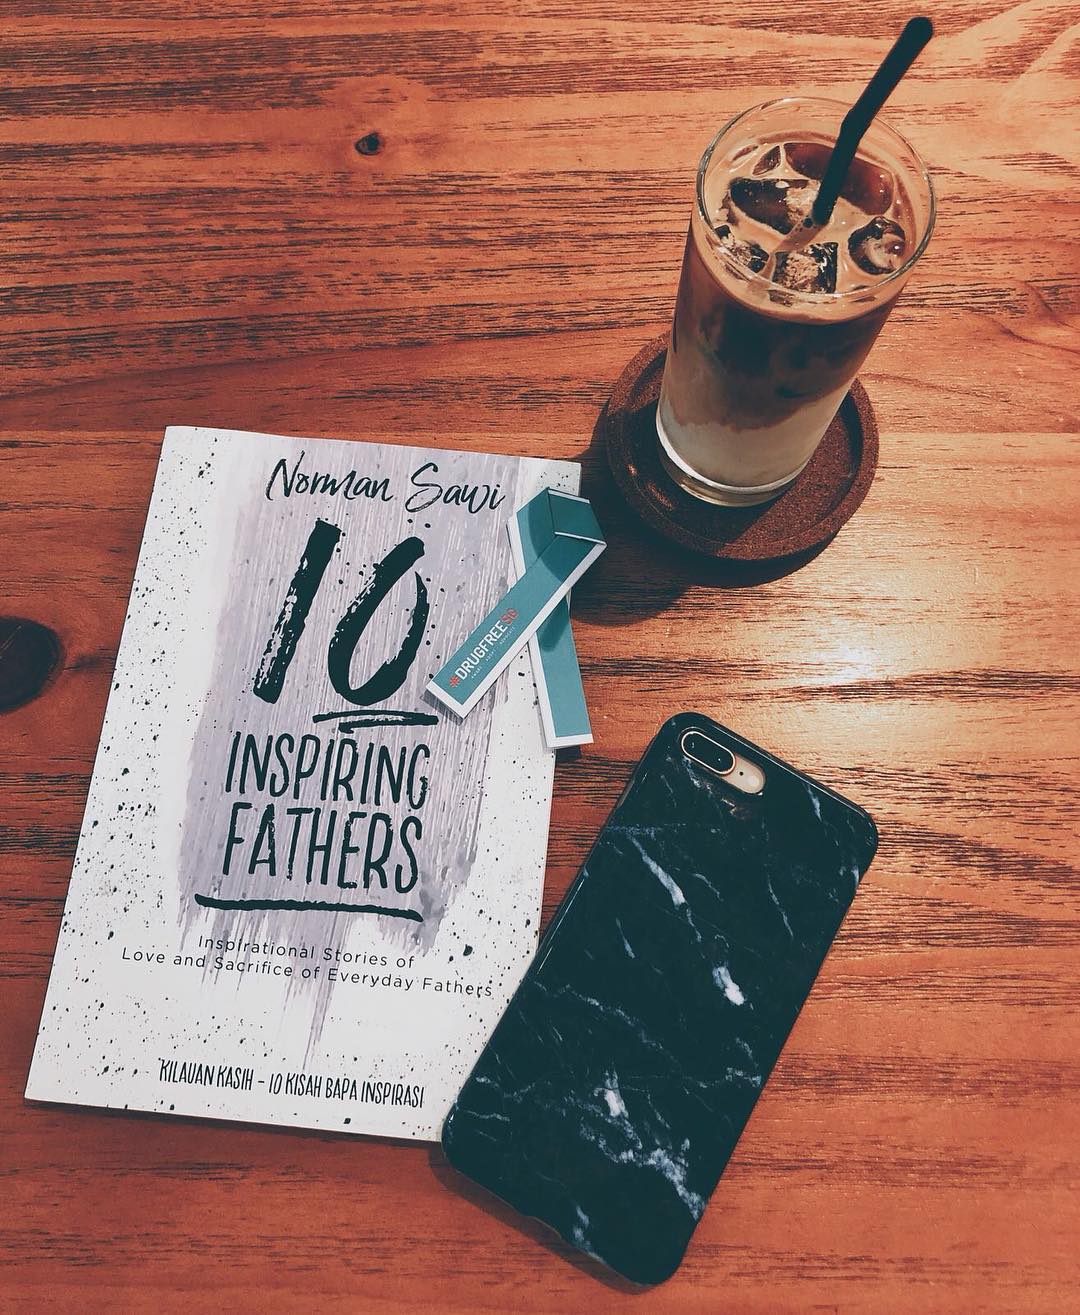 Norman Sawi
10
INSPIRING
FATHERS
Inspirational Stories of
Love and Sacrifice of Everyday Fathers
KILAUAN KASIH - 10 KISAH BAPA INSPIRASI
#DRUGFREESG